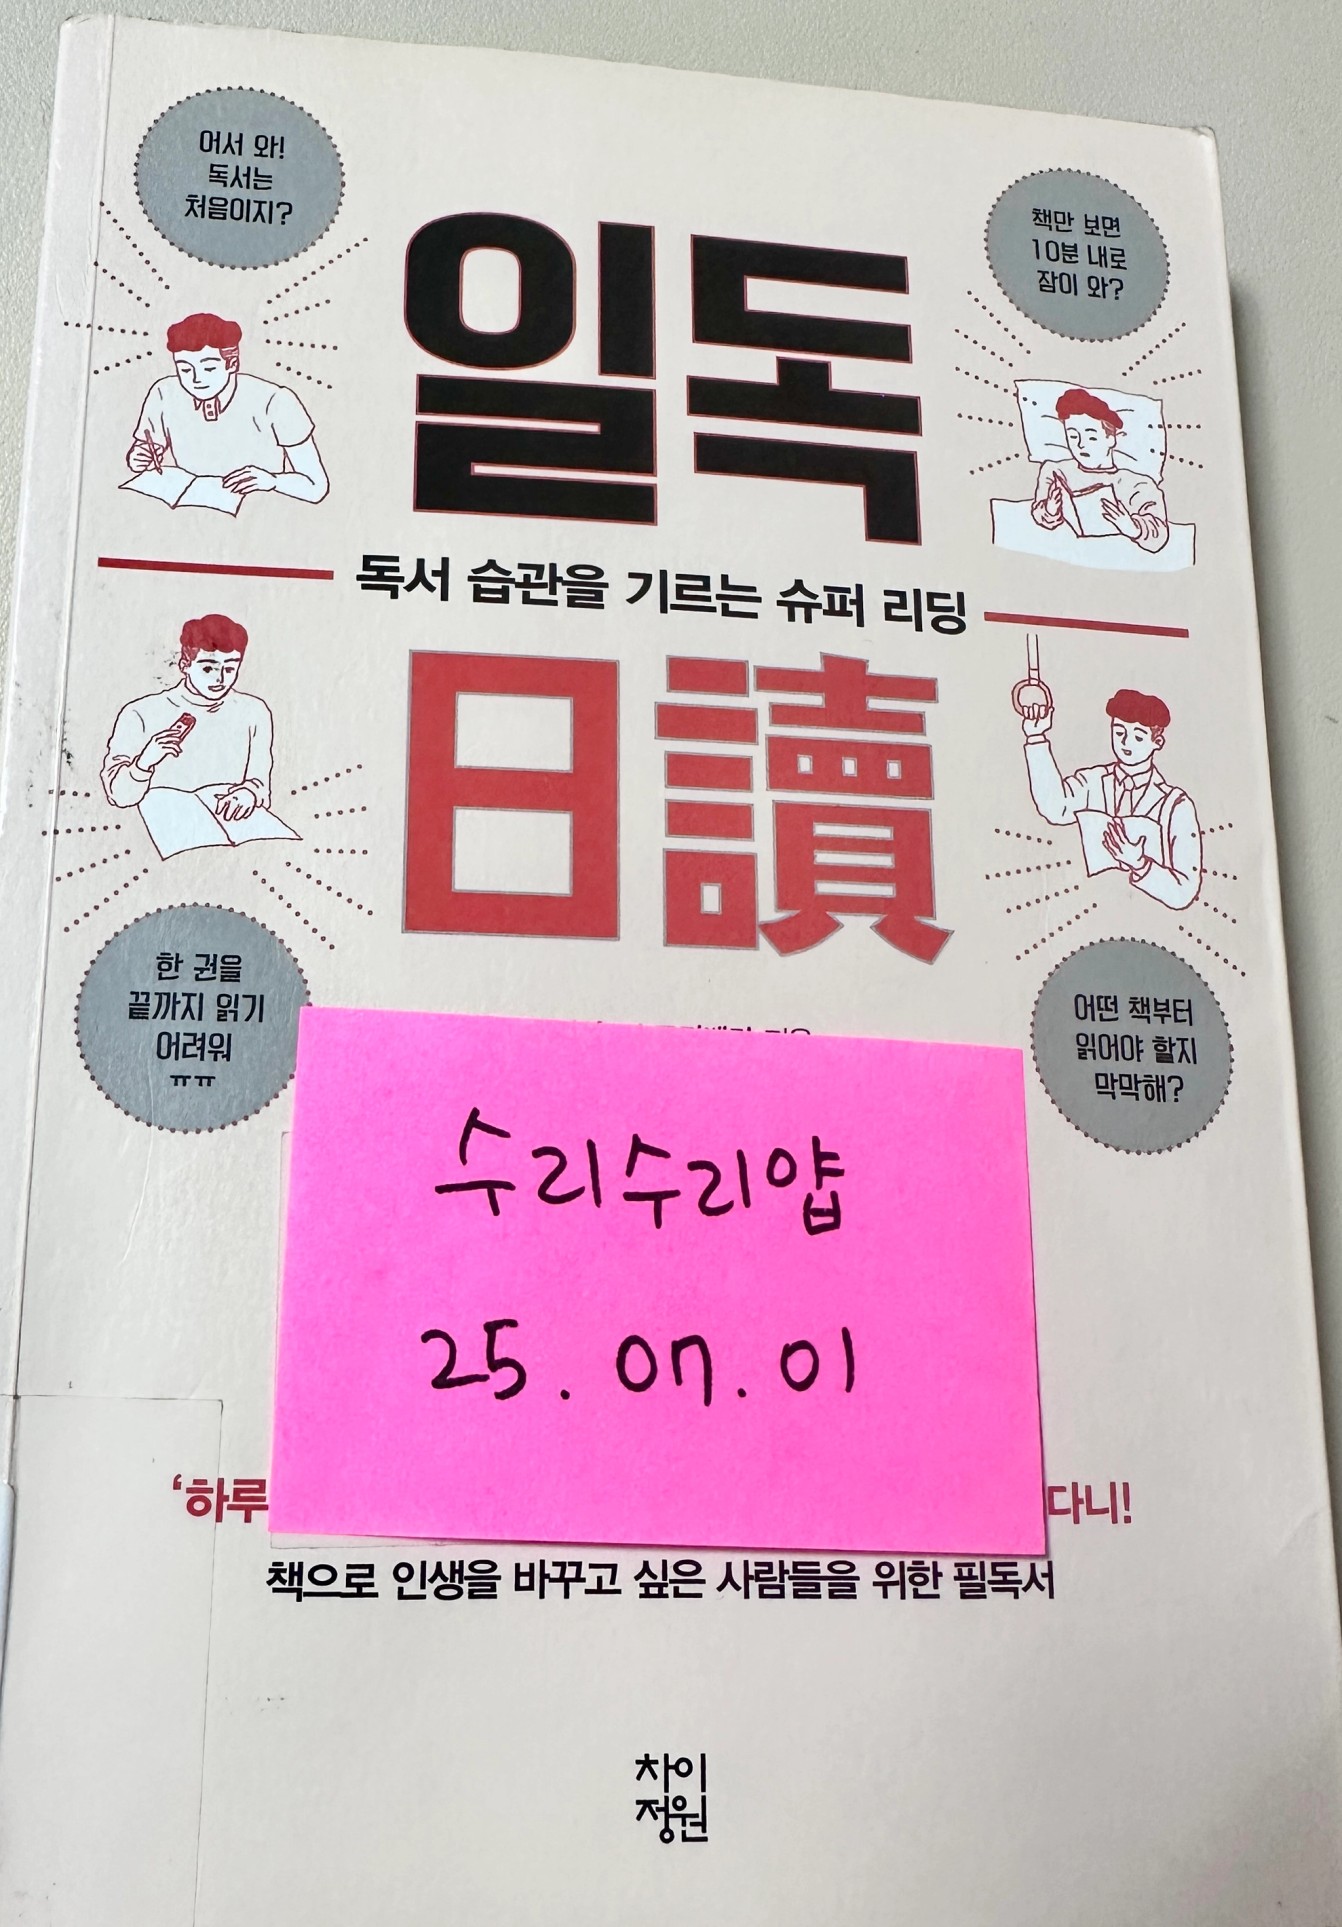 어서 와!
독서는
처음이지?
책만 보면
10분 내로
잠이 와?
일독
독서 습관을 기르는 슈퍼 리딩
日讀
한 권을
끝까지 읽기
어려워
ㅠㅠ
어떤 책부터
읽어야 할지
막막해?
수리수리얍
25.07.01
‘하루
다니!
책으로 인생을 바꾸고 싶은 사람들을 위한 필독서
차이
정원